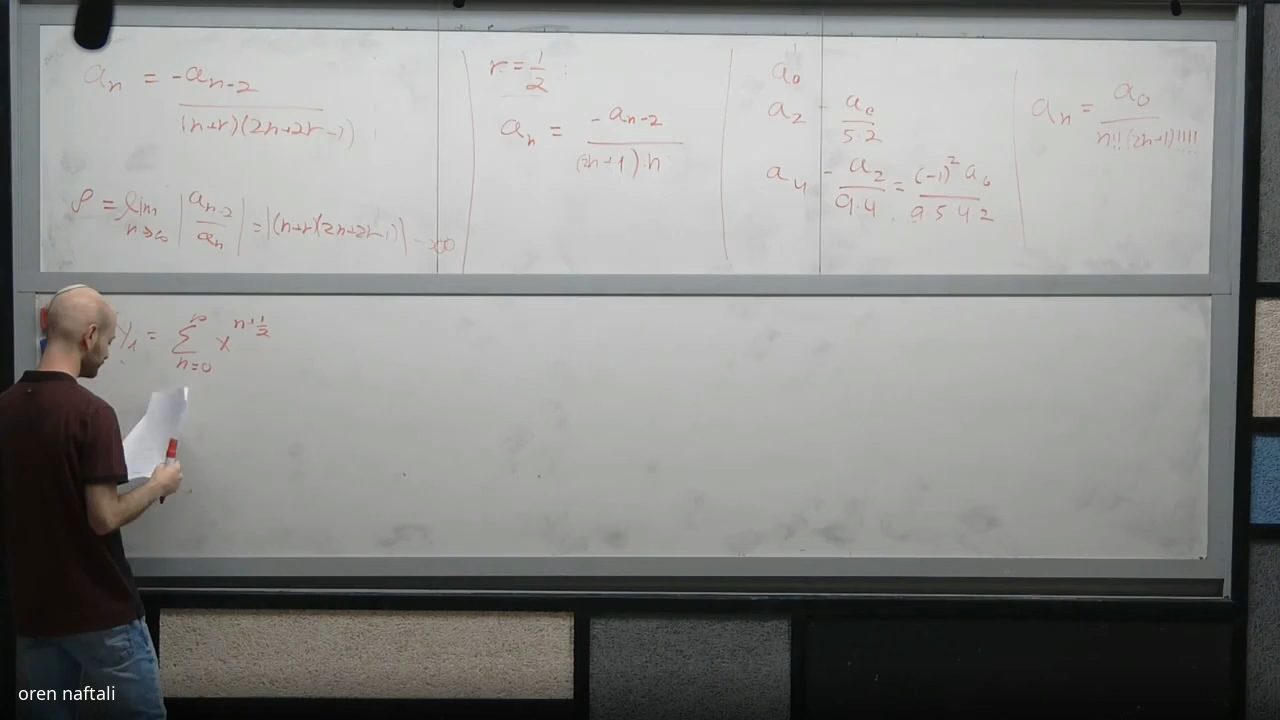 a_n = -a_{n-2} / (n+r)(2n+2r-1)
ρ = lim_{n→∞} |a_{n-2} / a_n| = |(n+r)(2n+2r-1)| → ∞
r = 1/2 :
a_n = -a_{n-2} / (2n+1)·n
a_0
a_2 - a_0 / 5·2
a_4 - a_2 / 9·4 = (-1)^2 a_0 / 9 5 4 2
a_n = a_0 / n!!(2n+1)!!!!
y_1 = ∑_{n=0}^∞ x^{n+1/2}
oren naftali